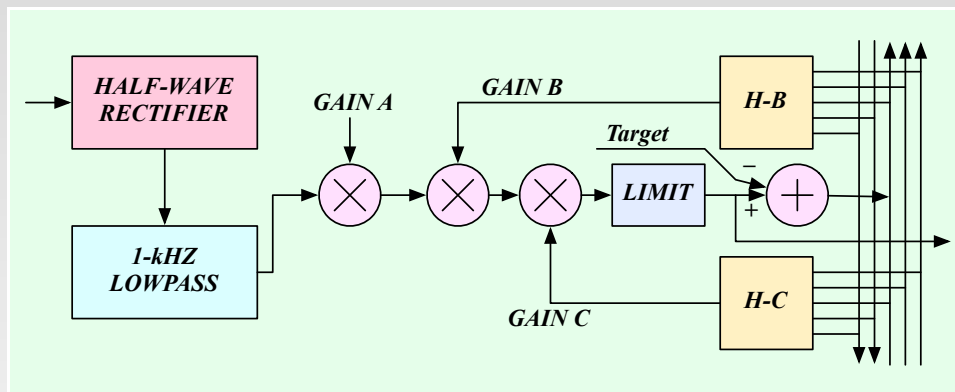 HALF-WAVE
RECTIFIER
GAIN A
GAIN B
H-B
Target
−
+
LIMIT
1-kHZ
LOWPASS
GAIN C
H-C